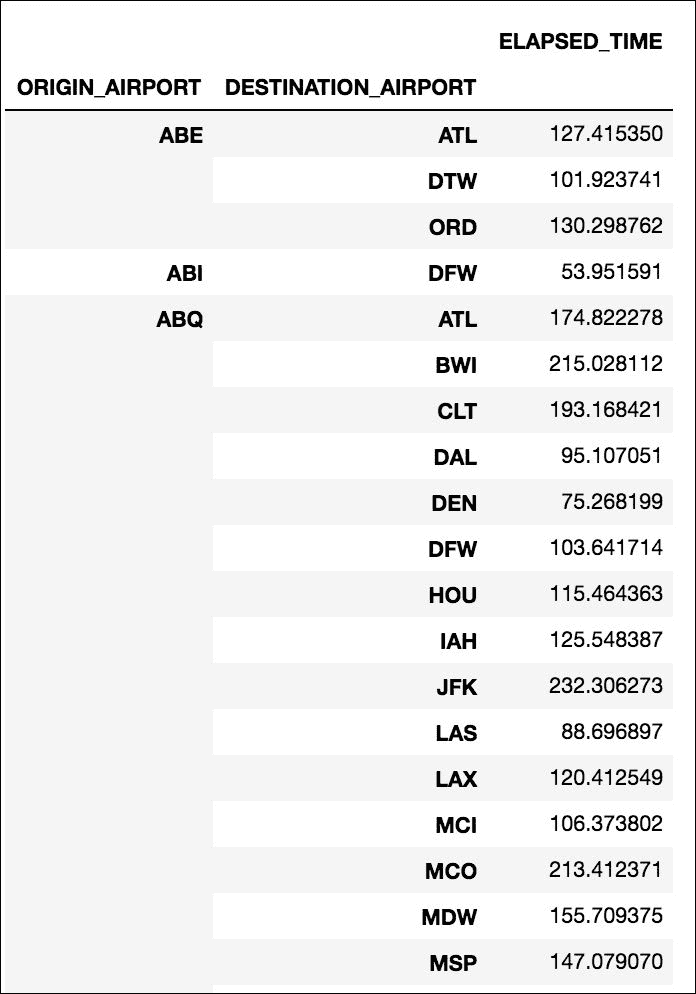 ELAPSED_TIME
ORIGIN_AIRPORT DESTINATION_AIRPORT
ABE ATL 127.415350
DTW 101.923741
ORD 130.298762
ABI DFW 53.951591
ABQ ATL 174.822278
BWI 215.028112
CLT 193.168421
DAL 95.107051
DEN 75.268199
DFW 103.641714
HOU 115.464363
IAH 125.548387
JFK 232.306273
LAS 88.696897
LAX 120.412549
MCI 106.373802
MCO 213.412371
MDW 155.709375
MSP 147.079070